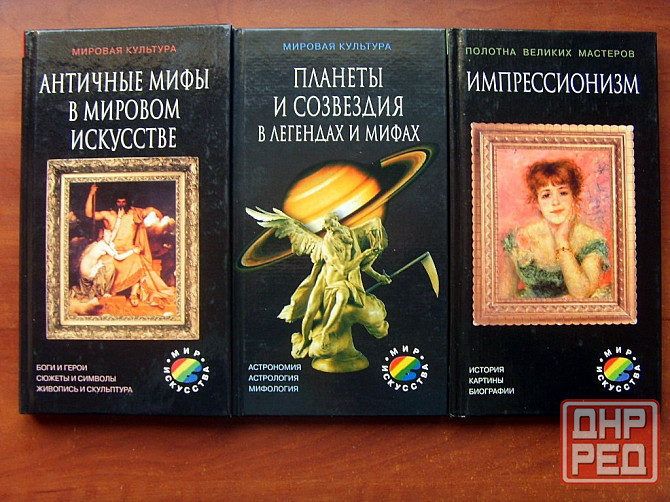 МИРОВАЯ КУЛЬТУРА
АНТИЧНЫЕ МИФЫ
В МИРОВОМ
ИСКУССТВЕ
БОГИ И ГЕРОИ
СЮЖЕТЫ И СИМВОЛЫ
ЖИВОПИСЬ И СКУЛЬПТУРА
МИР
ИСКУССТВА
МИРОВАЯ КУЛЬТУРА
ПЛАНЕТЫ
И СОЗВЕЗДИЯ
В ЛЕГЕНДАХ И МИФАХ
АСТРОНОМИЯ
АСТРОЛОГИЯ
МИФОЛОГИЯ
МИР
ИСКУССТВА
ПОЛОТНА ВЕЛИКИХ МАСТЕРОВ
ИМПРЕССИОНИЗМ
ИСТОРИЯ
КАРТИНЫ
БИОГРАФИИ
МИР
ИСКУССТВА
ДНР
РЕД